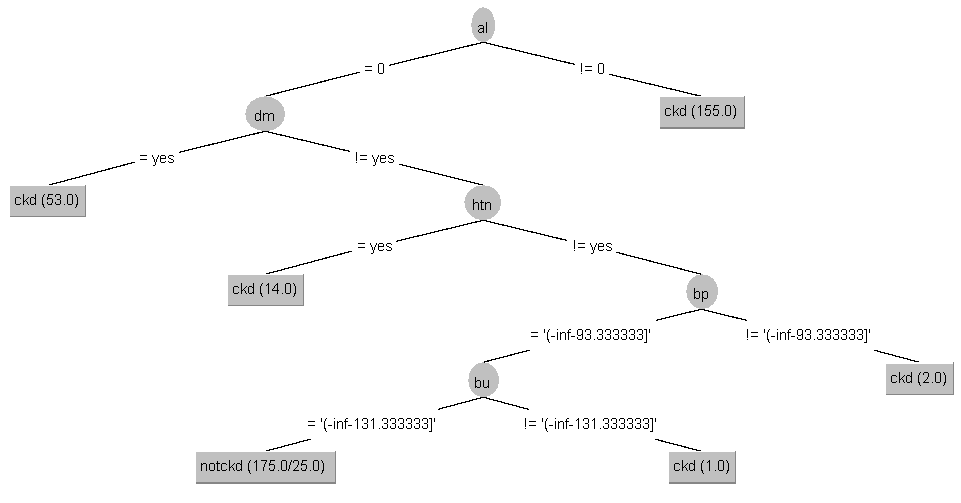 al
= 0
!= 0
dm
ckd (155.0)
= yes
!= yes
ckd (53.0)
htn
= yes
!= yes
ckd (14.0)
bp
= '(-inf-93.333333]'
!= '(-inf-93.333333]'
bu
ckd (2.0)
= '(-inf-131.333333]'
!= '(-inf-131.333333]'
notckd (175.0/25.0)
ckd (1.0)